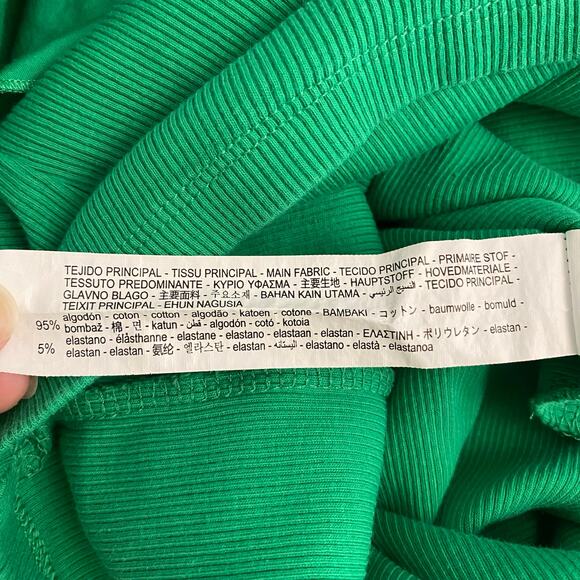 TEJIDO PRINCIPAL - TISSU PRINCIPAL - MAIN FABRIC - TECIDO PRINCIPAL - PRIMAIRE STOF -
TESSUTO PREDOMINANTE - ΚΥΡΙΟ ΥΦΑΣΜΑ - 主要生地 - HAUPTSTOFF - HOVEDMATERIALE -
GLAVNO BLAGO - 主要面料 - 주요소재 - BAHAN KAIN UTAMA - النسيج الرئيسي - TECIDO PRINCIPAL -
TEIXIT PRINCIPAL - EHUN NAGUSIA
95% algodón - coton - cotton - algodão - katoen - cotone - ΒΑΜΒΑΚΙ - コットン - baumwolle - bomuld -
bombaž - 棉 - 면 - katun - قطن - algodón - cotó - kotoia
5% elastano - élasthanne - elastane - elastano - elastaan - elastan - ΕΛΑΣΤΙΝΗ - ポリウレタン - elastan -
elastan - elastan - 氨纶 - 엘라스탄 - elastan - الیستانه - elastano - elastà - elastanoa